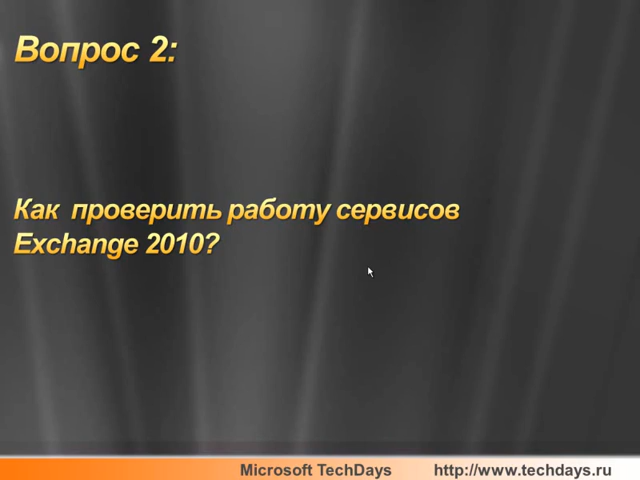 Вопрос 2:
Как проверить работу сервисов
Exchange 2010?
Microsoft TechDays http://www.techdays.ru